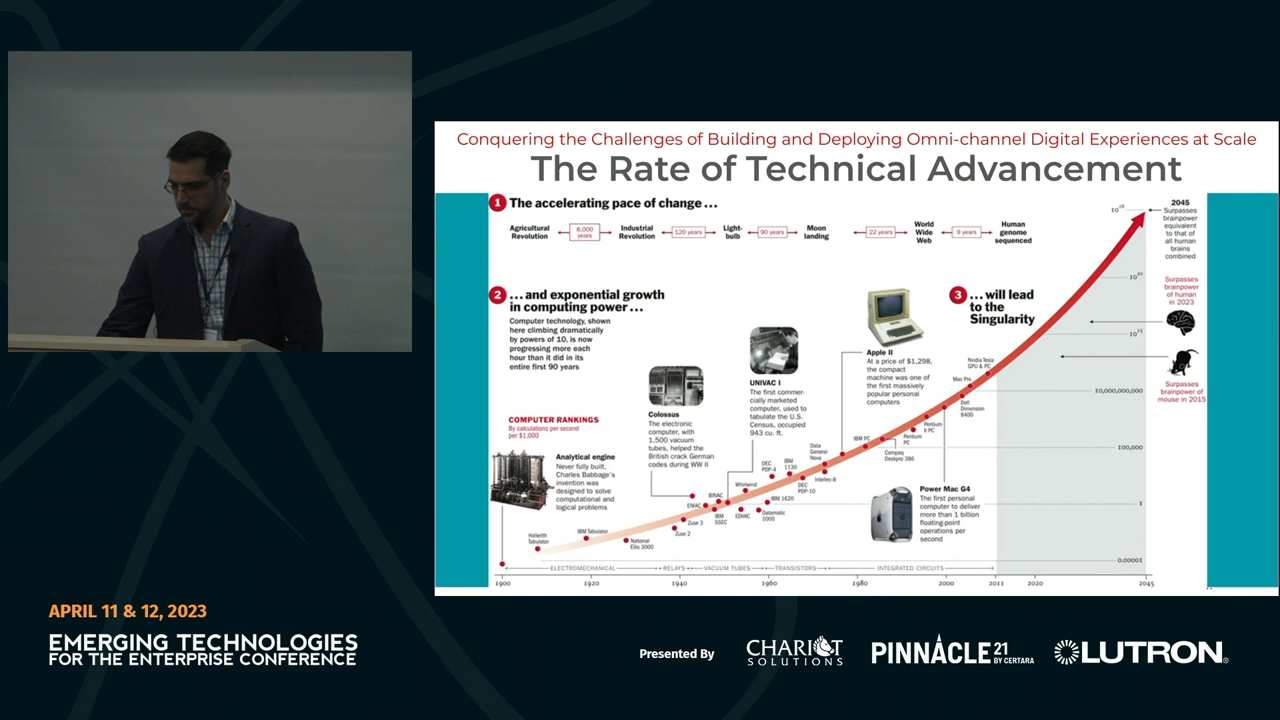 Conquering the Challenges of Building and Deploying Omni-channel Digital Experiences at Scale
The Rate of Technical Advancement
1 The accelerating pace of change...
Agricultural
Revolution
8,000
years
Industrial
Revolution
120 years
Light-
bulb
90 years
Moon
landing
22 years
World
Wide
Web
9 years
Human
genome
sequenced
2 ...and exponential growth
in computing power...
Computer technology, shown
here climbing dramatically
by powers of 10, is now
progressing more each
hour than it did in its
entire first 90 years
COMPUTER RANKINGS
By calculations per second
per $1,000
Analytical engine
Never fully built,
Charles Babbage's
invention was
designed to solve
computational and
logical problems
Colossus
The electronic
computer, with
1,500 vacuum
tubes, helped the
British crack German
codes during WW II
UNIVAC I
The first commer-
cially marketed
computer, used to
tabulate the U.S.
Census, occupied
943 cu. ft.
Apple II
At a price of $1,298,
the compact
machine was one of
the first massively
popular personal
computers
Power Mac G4
The first personal
computer to deliver
more than 1 billion
floating-point
operations per
second
3 ...will lead
to the
Singularity
2045
Surpasses
brainpower
equivalent
to that of
all human
brains
combined
Surpasses
brainpower
of human
in 2023
Surpasses
brainpower of
mouse in 2015
10,000,000,000
100,000
1
0.00001
Hollerith
Tabulator
IBM Tabulator
National
Ellis 3000
Zuse 2
Zuse 3
ENIAC
BINAC
IBM
SSEC
Whirlwind
EDVAC
Datamatic
1000
IBM 1620
DEC
PDP-4
IBM
1130
DEC
PDP-10
Data
General
Nova
Intellec-8
IBM PC
Compaq
Deskpro 386
Pentium
PC
Pentium
II PC
Dell
Dimension
8400
Mac Pro
Nvidia Tesla
GPU & PC
ELECTROMECHANICAL
RELAYS
VACUUM TUBES
TRANSISTORS
INTEGRATED CIRCUITS
1900 1920 1940 1960 1980 2000 2011 2020 2045
APRIL 11 & 12, 2023
EMERGING TECHNOLOGIES
FOR THE ENTERPRISE CONFERENCE
Presented By
CHARIOT
SOLUTIONS
PINNACLE 21
BY CERTARA
LUTRON®